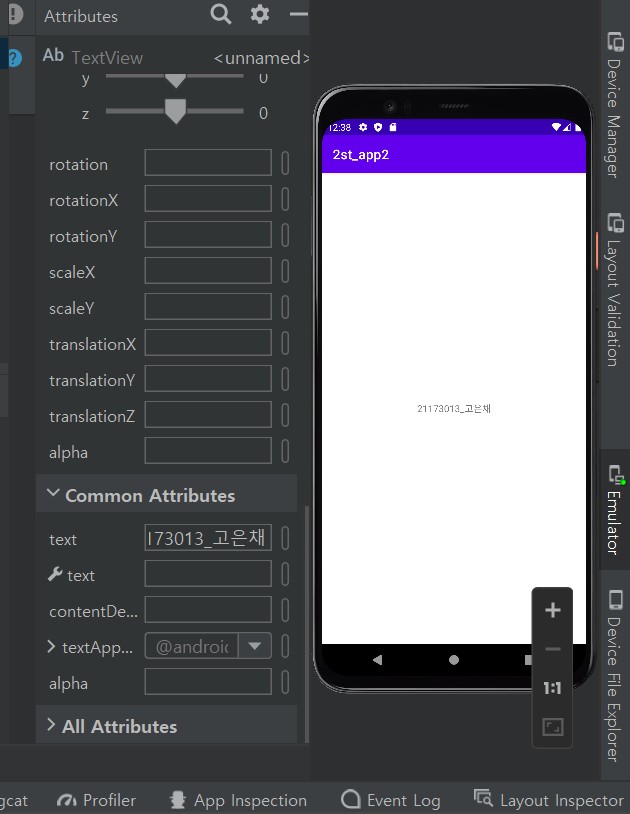 Attributes
Ab TextView <unnamed>
y 0
z 0
rotation
rotationX
rotationY
scaleX
scaleY
translationX
translationY
translationZ
alpha
Common Attributes
text 173013_고은채
text
contentDe...
textApp... @android
alpha
All Attributes
12:38
2st_app2
21173013_고은채
+
1:1
Device Manager
Layout Validation
Emulator
Device File Explorer
gcat Profiler App Inspection Event Log Layout Inspector